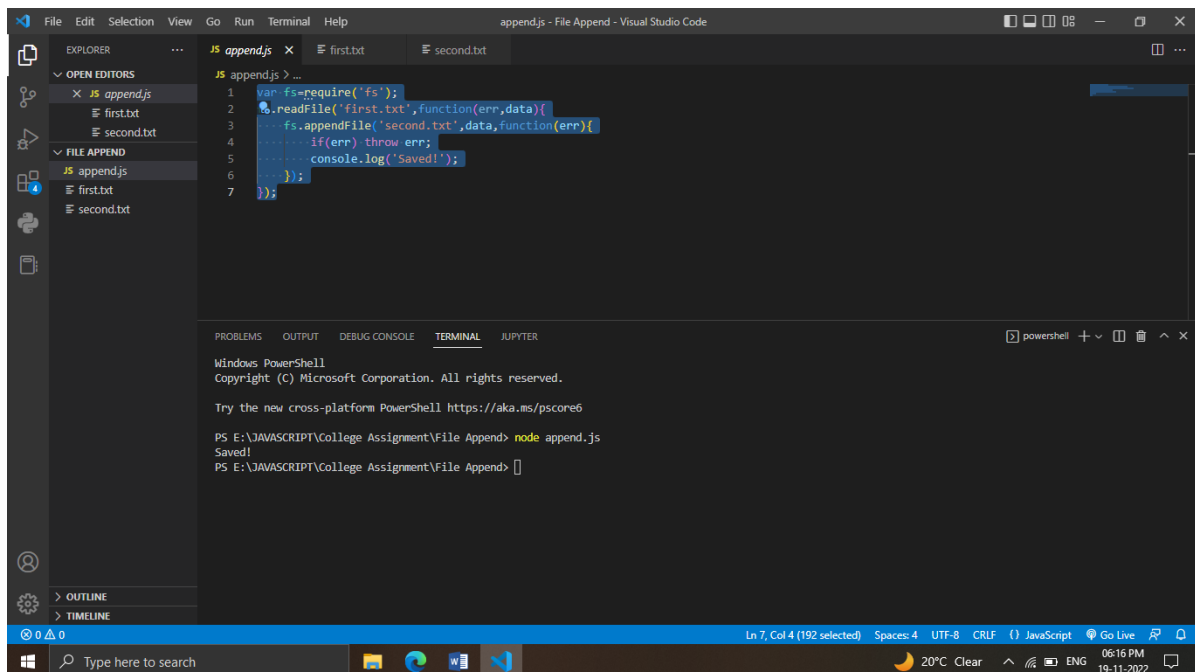 File Edit Selection View Go Run Terminal Help append.js - File Append - Visual Studio Code
EXPLORER
OPEN EDITORS
JS append.js
first.txt
second.txt
FILE APPEND
JS append.js
first.txt
second.txt
OUTLINE
TIMELINE
4
JS append.js first.txt second.txt
JS append.js > ...
1 var fs=require('fs');
2 .readFile('first.txt',function(err,data){
3 fs.appendFile('second.txt',data,function(err){
4 if(err) throw err;
5 console.log('Saved!');
6 });
7 });
PROBLEMS OUTPUT DEBUG CONSOLE TERMINAL JUPYTER powershell
Windows PowerShell
Copyright (C) Microsoft Corporation. All rights reserved.
Try the new cross-platform PowerShell https://aka.ms/pscore6
PS E:\JAVASCRIPT\College Assignment\File Append> node append.js
Saved!
PS E:\JAVASCRIPT\College Assignment\File Append>
0 0 Ln 7, Col 4 (192 selected) Spaces: 4 UTF-8 CRLF {} JavaScript Go Live
Type here to search 20°C Clear ENG 06:16 PM
19-11-2022